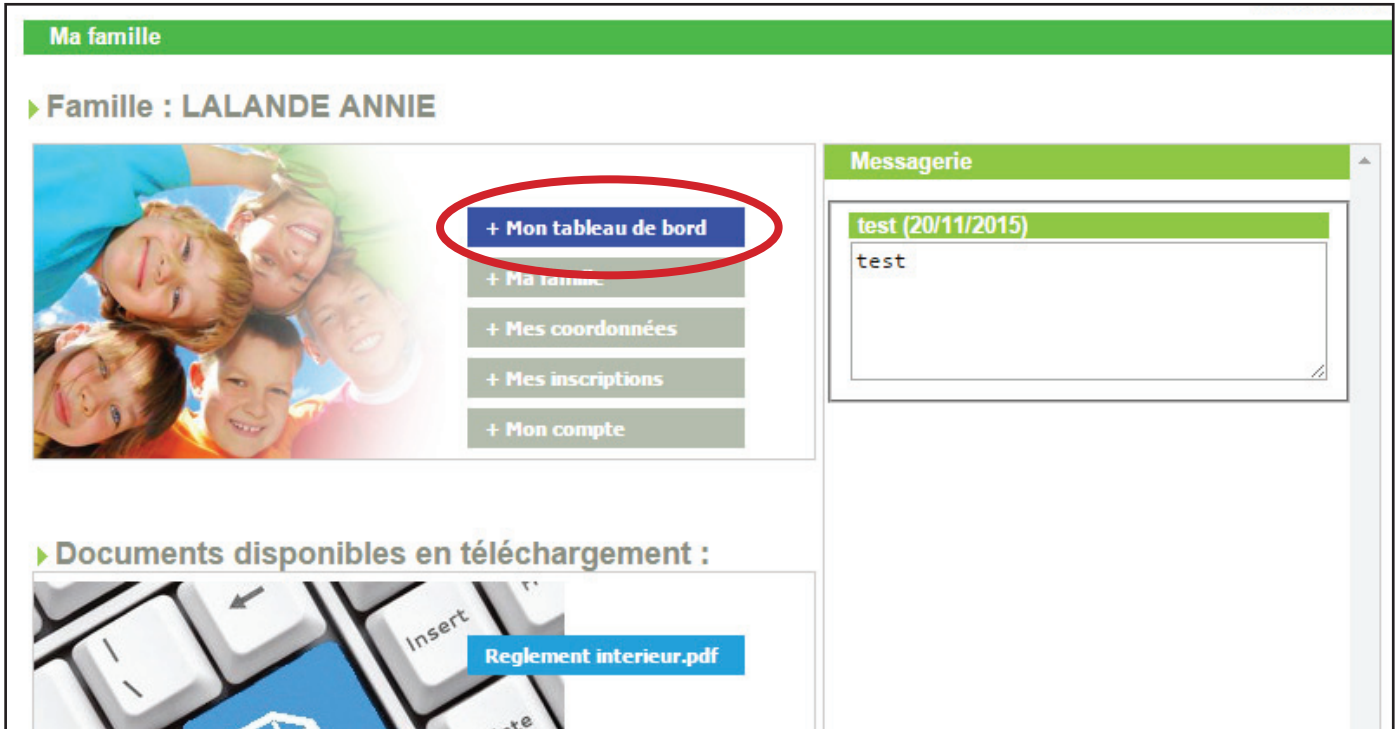 Ma famille
Famille : LALANDE ANNIE
+ Mon tableau de bord
+ Ma famille
+ Mes coordonnées
+ Mes inscriptions
+ Mon compte
Messagerie
test (20/11/2015)
test
Documents disponibles en téléchargement :
Insert
Reglement interieur.pdf